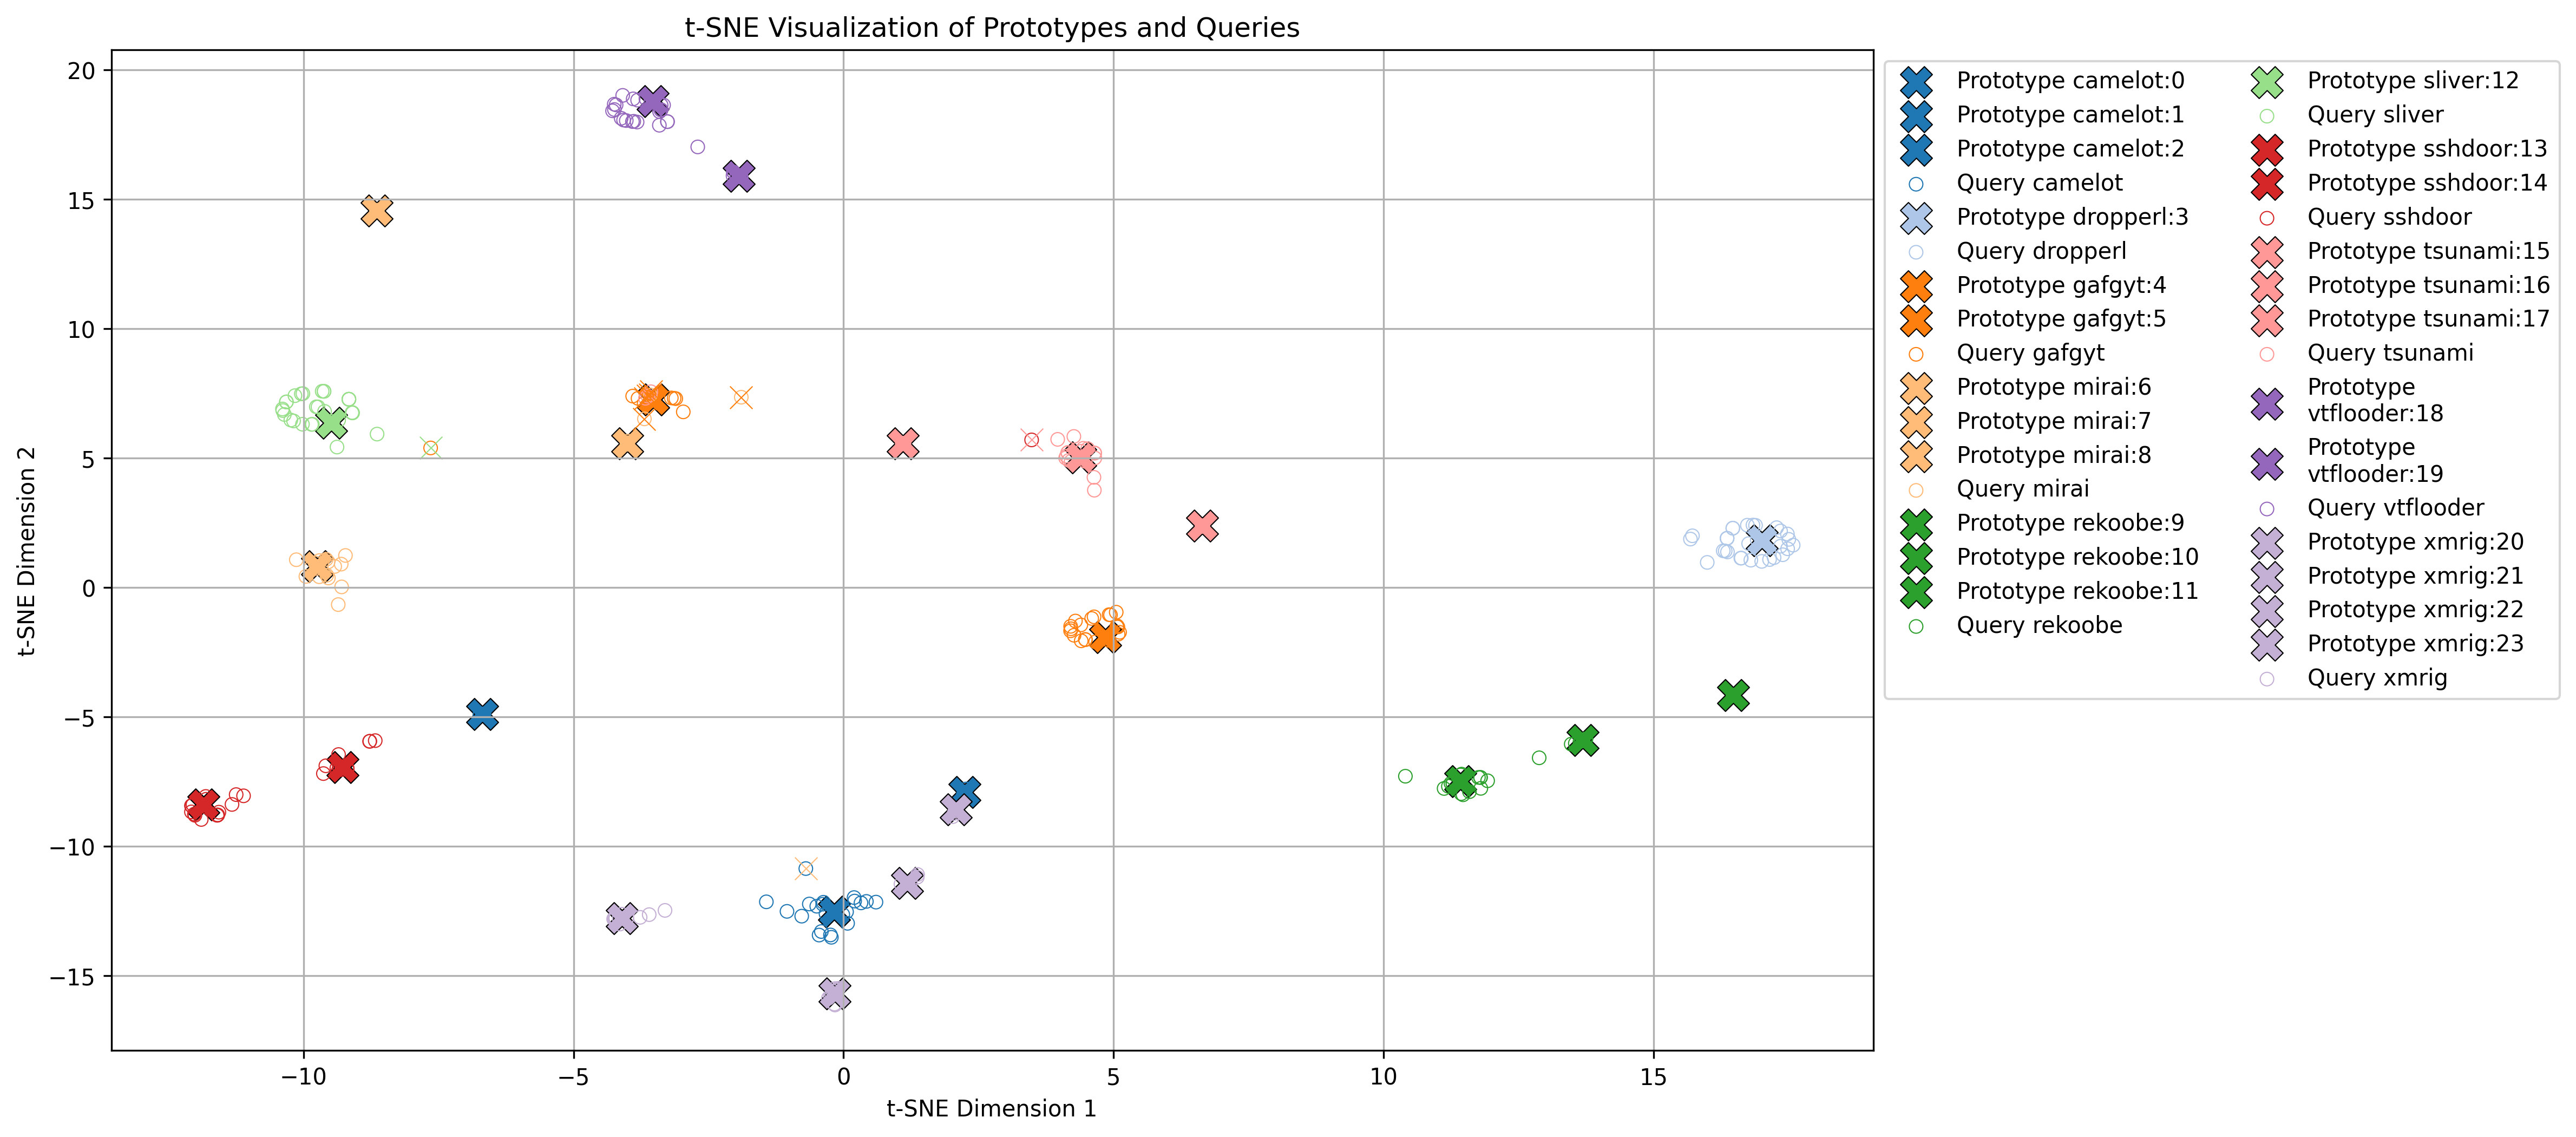 t-SNE Visualization of Prototypes and Queries
20
15
10
5
0
−5
−10
−15
t-SNE Dimension 2
−10
−5
0
5
10
15
t-SNE Dimension 1
Prototype camelot:0
Prototype camelot:1
Prototype camelot:2
Query camelot
Prototype dropperl:3
Query dropperl
Prototype gafgyt:4
Prototype gafgyt:5
Query gafgyt
Prototype mirai:6
Prototype mirai:7
Prototype mirai:8
Query mirai
Prototype rekoobe:9
Prototype rekoobe:10
Prototype rekoobe:11
Query rekoobe
Prototype sliver:12
Query sliver
Prototype sshdoor:13
Prototype sshdoor:14
Query sshdoor
Prototype tsunami:15
Prototype tsunami:16
Prototype tsunami:17
Query tsunami
Prototype
vtflooder:18
Prototype
vtflooder:19
Query vtflooder
Prototype xmrig:20
Prototype xmrig:21
Prototype xmrig:22
Prototype xmrig:23
Query xmrig